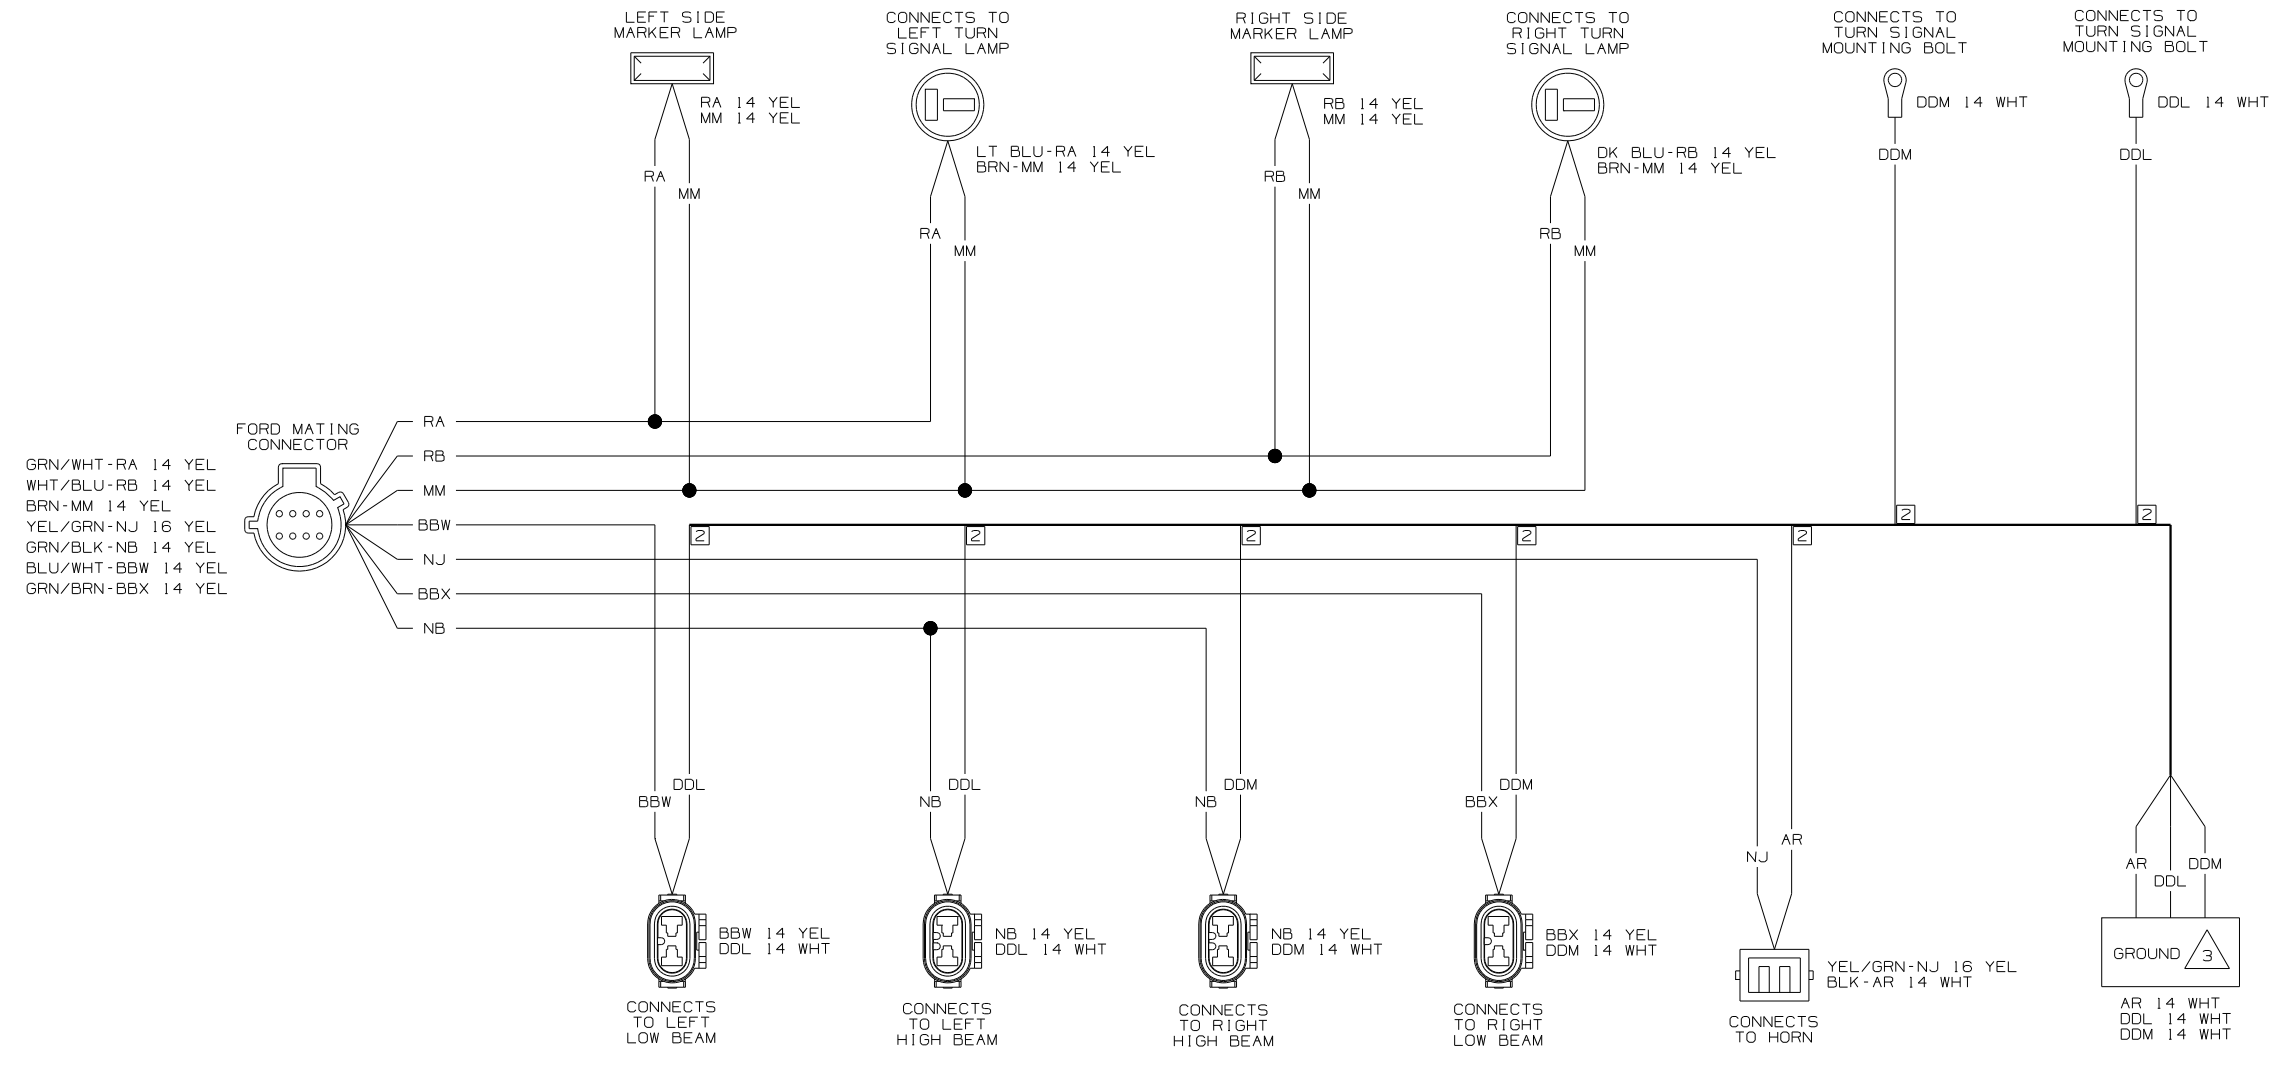 LEFT SIDE
MARKER LAMP
RA 14 YEL
MM 14 YEL
RA
MM
CONNECTS TO
LEFT TURN
SIGNAL LAMP
LT BLU-RA 14 YEL
BRN-MM 14 YEL
RA
MM
RIGHT SIDE
MARKER LAMP
RB 14 YEL
MM 14 YEL
RB
MM
CONNECTS TO
RIGHT TURN
SIGNAL LAMP
DK BLU-RB 14 YEL
BRN-MM 14 YEL
RB
MM
CONNECTS TO
TURN SIGNAL
MOUNTING BOLT
DDM 14 WHT
DDM
CONNECTS TO
TURN SIGNAL
MOUNTING BOLT
DDL 14 WHT
DDL
FORD MATING
CONNECTOR
GRN/WHT-RA 14 YEL
WHT/BLU-RB 14 YEL
BRN-MM 14 YEL
YEL/GRN-NJ 16 YEL
GRN/BLK-NB 14 YEL
BLU/WHT-BBW 14 YEL
GRN/BRN-BBX 14 YEL
RA
RB
MM
BBW
NJ
BBX
NB
2
2
2
2
2
2
2
BBW
DDL
BBW 14 YEL
DDL 14 WHT
CONNECTS
TO LEFT
LOW BEAM
NB
DDL
NB 14 YEL
DDL 14 WHT
CONNECTS
TO LEFT
HIGH BEAM
NB
DDM
NB 14 YEL
DDM 14 WHT
CONNECTS
TO RIGHT
HIGH BEAM
BBX
DDM
BBX 14 YEL
DDM 14 WHT
CONNECTS
TO RIGHT
LOW BEAM
NJ
AR
YEL/GRN-NJ 16 YEL
BLK-AR 14 WHT
CONNECTS
TO HORN
AR
DDL
DDM
GROUND 3
AR 14 WHT
DDL 14 WHT
DDM 14 WHT